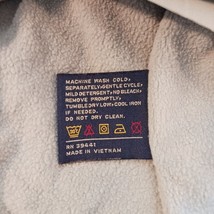 MACHINE WASH COLD,
SEPARATELY, GENTLE CYCLE,
MILD DETERGENT, NO BLEACH,
REMOVE PROMPTLY,
TUMBLE DRY LOW, COOL IRON
IF NEEDED.
DO NOT DRY CLEAN.
RN 39441
MADE IN VIETNAM